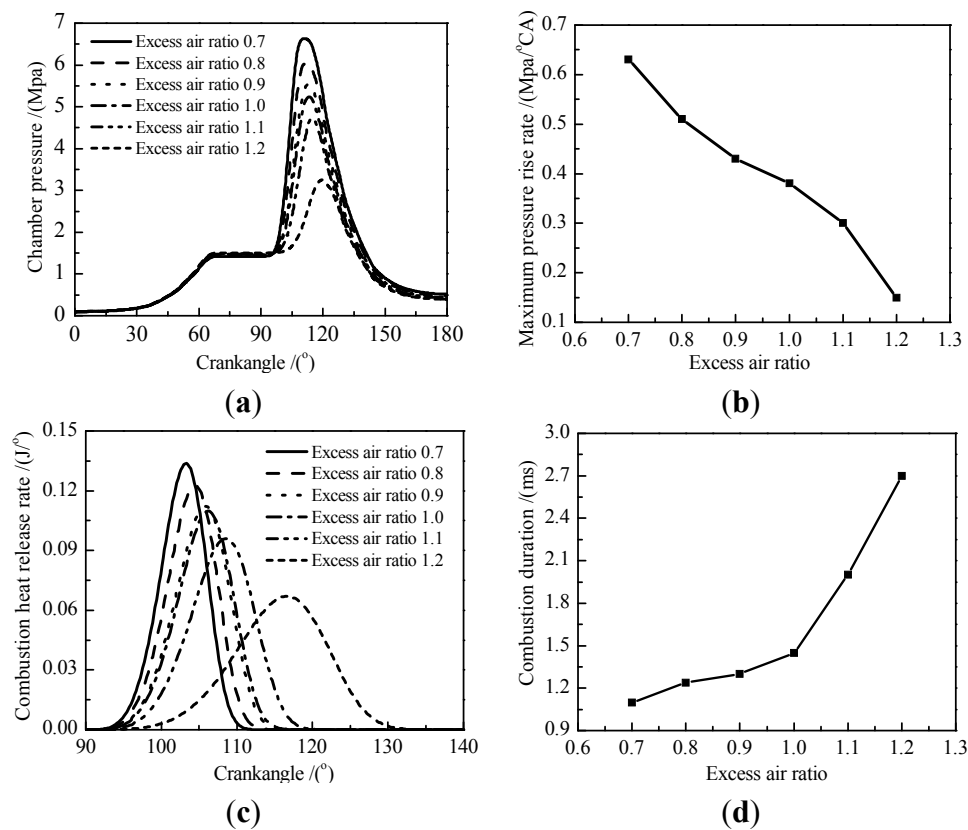 Chamber pressure /(Mpa)
7
6
5
4
3
2
1
0
0 30 60 90 120 150 180
Crankangle /(°)
Excess air ratio 0.7
Excess air ratio 0.8
Excess air ratio 0.9
Excess air ratio 1.0
Excess air ratio 1.1
Excess air ratio 1.2
(a)
Maximum pressure rise rate /(Mpa/°CA)
0.7
0.6
0.5
0.4
0.3
0.2
0.1
0.6 0.7 0.8 0.9 1.0 1.1 1.2 1.3
Excess air ratio
(b)
Combustion heat release rate /(J/°)
0.15
0.12
0.09
0.06
0.03
0.00
90 100 110 120 130 140
Crankangle /(°)
Excess air ratio 0.7
Excess air ratio 0.8
Excess air ratio 0.9
Excess air ratio 1.0
Excess air ratio 1.1
Excess air ratio 1.2
(c)
Combustion duration /(ms)
3.0
2.7
2.4
2.1
1.8
1.5
1.2
0.9
0.6 0.7 0.8 0.9 1.0 1.1 1.2 1.3
Excess air ratio
(d)